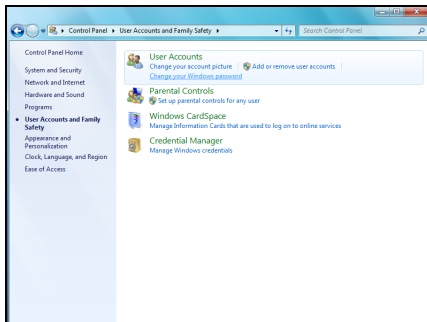 Control Panel ▸ User Accounts and Family Safety ▸
Search Control Panel
Control Panel Home
System and Security
Network and Internet
Hardware and Sound
Programs
User Accounts and Family
Safety
Appearance and
Personalization
Clock, Language, and Region
Ease of Access
User Accounts
Change your account picture Add or remove user accounts
Change your Windows password
Parental Controls
Set up parental controls for any user
Windows CardSpace
Manage Information Cards that are used to log on to online services
Credential Manager
Manage Windows credentials